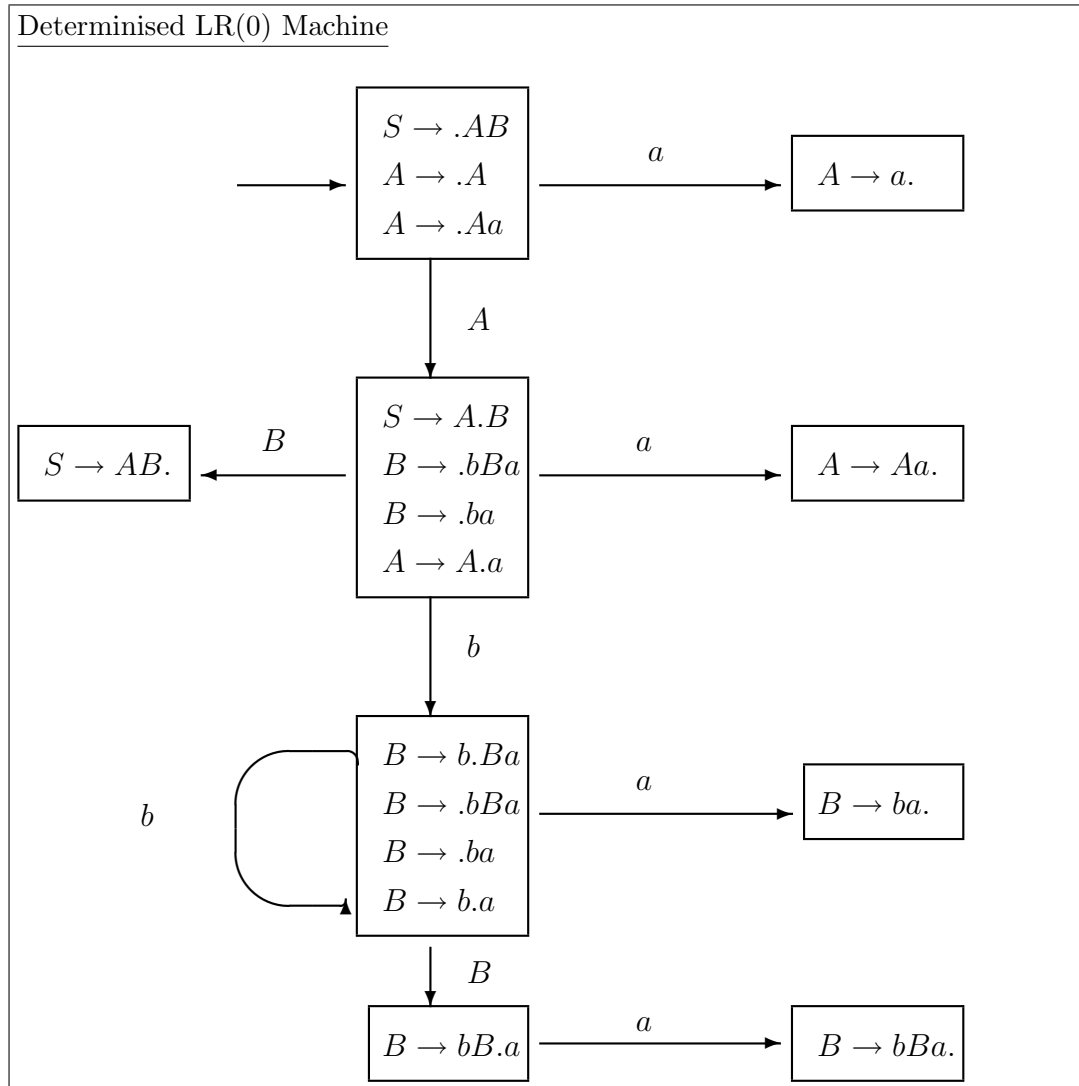 Determinised LR(0) Machine
S → .AB
A → .A
A → .Aa
a
A → a.
A
S → A.B
B → .bBa
B → .ba
A → A.a
B
S → AB.
a
A → Aa.
b
B → b.Ba
B → .bBa
B → .ba
B → b.a
b
a
B → ba.
B
B → bB.a
a
B → bBa.